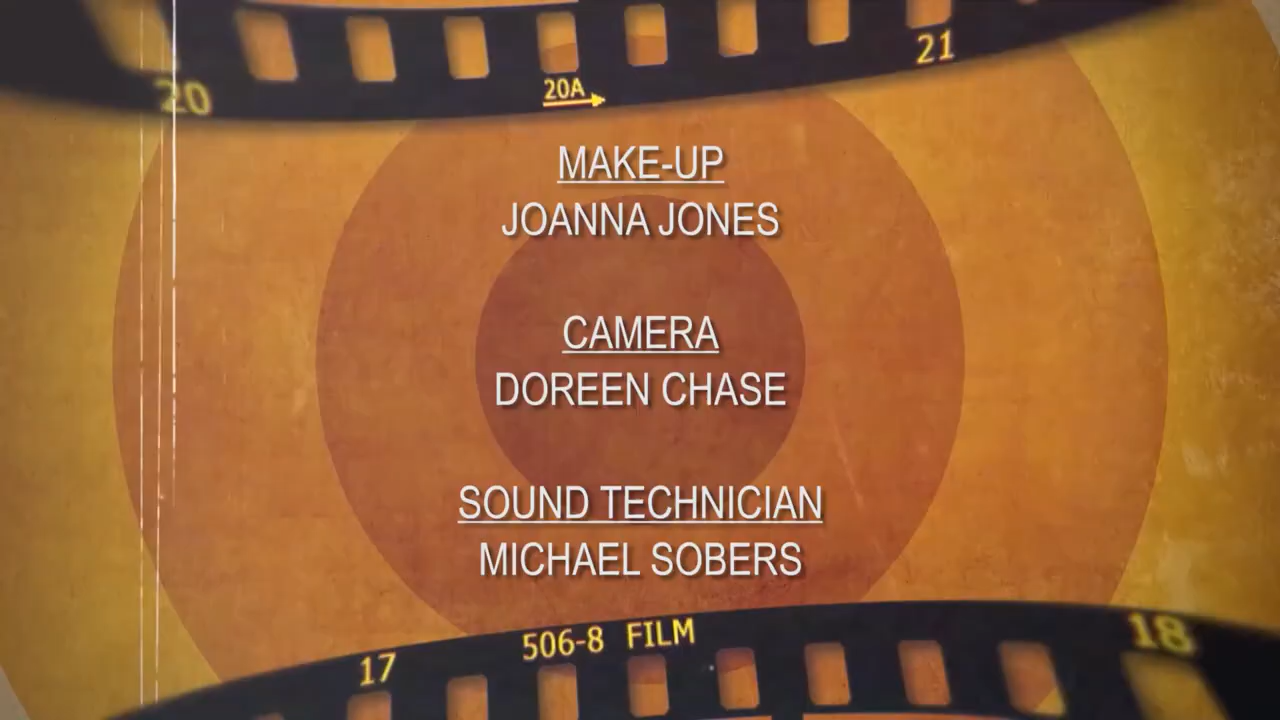 20
20A
21
MAKE-UP
JOANNA JONES
CAMERA
DOREEN CHASE
SOUND TECHNICIAN
MICHAEL SOBERS
17
506-8 FILM
18